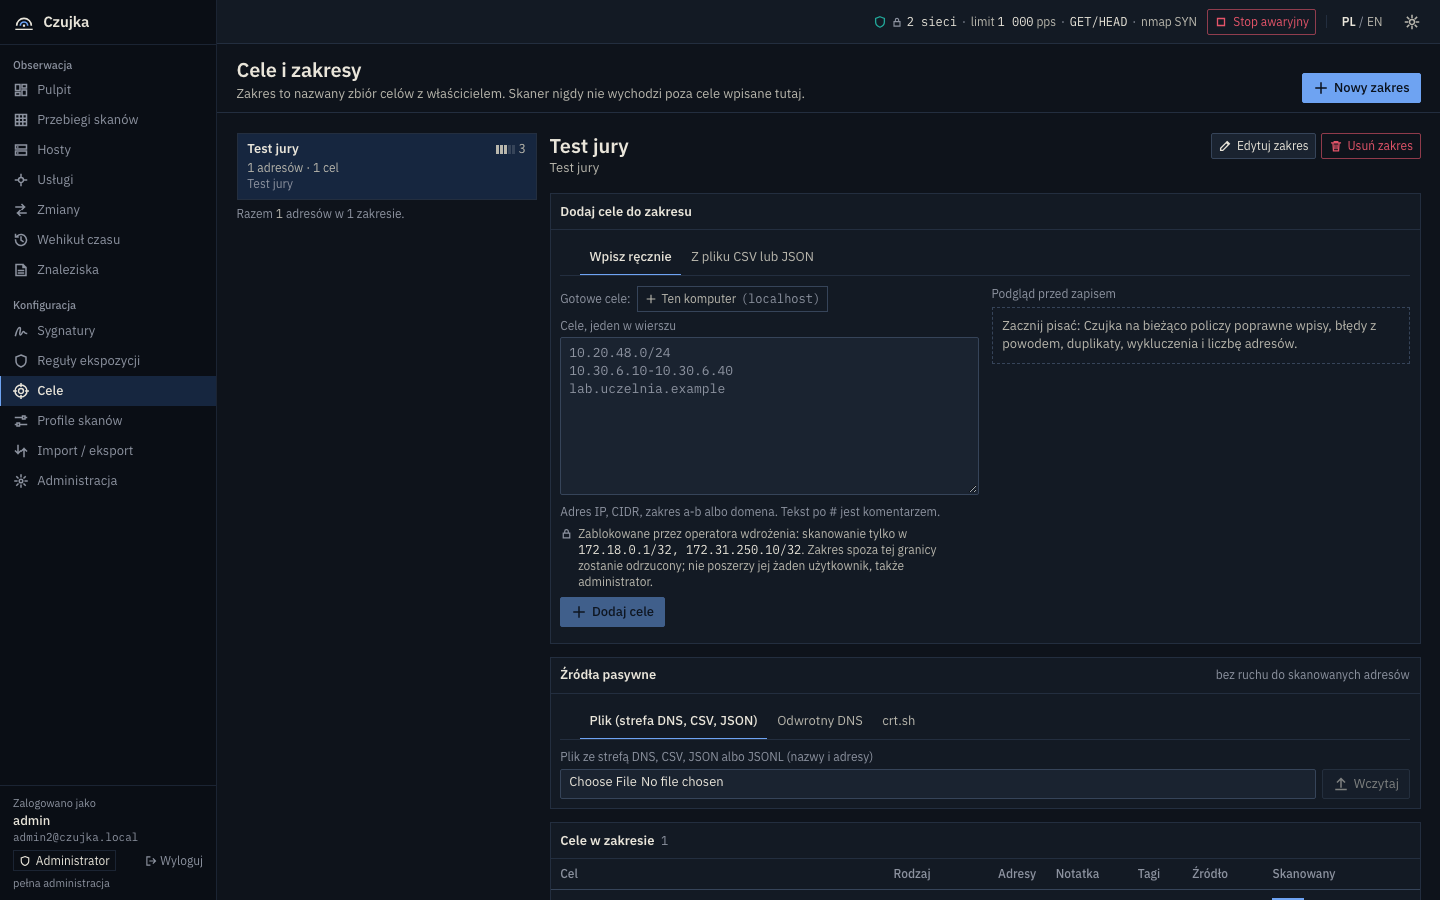 Czujka
2 sieci · limit 1 000 pps · GET/HEAD · nmap SYN
Stop awaryjny
PL / EN
Obserwacja
Pulpit
Przebiegi skanów
Hosty
Usługi
Zmiany
Wehikuł czasu
Znaleziska
Konfiguracja
Sygnatury
Reguły ekspozycji
Cele
Profile skanów
Import / eksport
Administracja
Zalogowano jako
admin
admin2@czujka.local
Administrator
Wyloguj
pełna administracja
Cele i zakresy
Zakres to nazwany zbiór celów z właścicielem. Skaner nigdy nie wychodzi poza cele wpisane tutaj.
Nowy zakres
Test jury
3
1 adresów · 1 cel
Test jury
Razem 1 adresów w 1 zakresie.
Test jury
Test jury
Edytuj zakres
Usuń zakres
Dodaj cele do zakresu
Wpisz ręcznie
Z pliku CSV lub JSON
Gotowe cele:
Ten komputer (localhost)
Cele, jeden w wierszu
10.20.48.0/24
10.30.6.10-10.30.6.40
lab.uczelnia.example
Adres IP, CIDR, zakres a-b albo domena. Tekst po # jest komentarzem.
Zablokowane przez operatora wdrożenia: skanowanie tylko w
172.18.0.1/32, 172.31.250.10/32. Zakres spoza tej granicy
zostanie odrzucony; nie poszerzy jej żaden użytkownik, także
administrator.
Dodaj cele
Podgląd przed zapisem
Zacznij pisać: Czujka na bieżąco policzy poprawne wpisy, błędy z
powodem, duplikaty, wykluczenia i liczbę adresów.
Źródła pasywne
bez ruchu do skanowanych adresów
Plik (strefa DNS, CSV, JSON)
Odwrotny DNS
crt.sh
Plik ze strefą DNS, CSV, JSON albo JSONL (nazwy i adresy)
Choose File No file chosen
Wczytaj
Cele w zakresie 1
Cel
Rodzaj
Adresy
Notatka
Tagi
Źródło
Skanowany